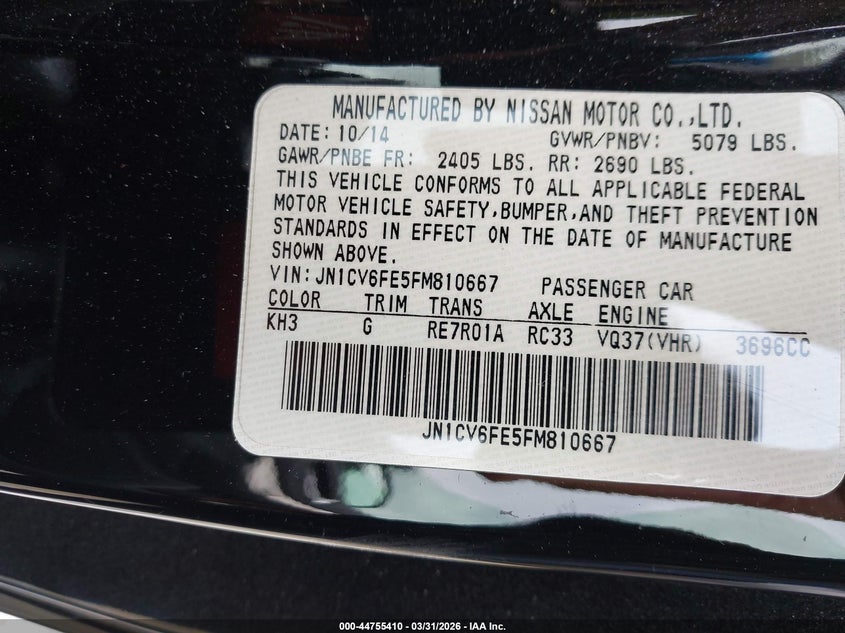 MANUFACTURED BY NISSAN MOTOR CO.,LTD.
DATE: 10/14 GVWR/PNBV: 5079 LBS.
GAWR/PNBE FR: 2405 LBS. RR: 2690 LBS.
THIS VEHICLE CONFORMS TO ALL APPLICABLE FEDERAL
MOTOR VEHICLE SAFETY,BUMPER,AND THEFT PREVENTION
STANDARDS IN EFFECT ON THE DATE OF MANUFACTURE
SHOWN ABOVE.
VIN:JN1CV6FE5FM810667 PASSENGER CAR
COLOR TRIM TRANS AXLE ENGINE
KH3 G RE7R01A RC33 VQ37(VHR) 3696CC
JN1CV6FE5FM810667
000-44755410 - 03/31/2026 - IAA Inc.